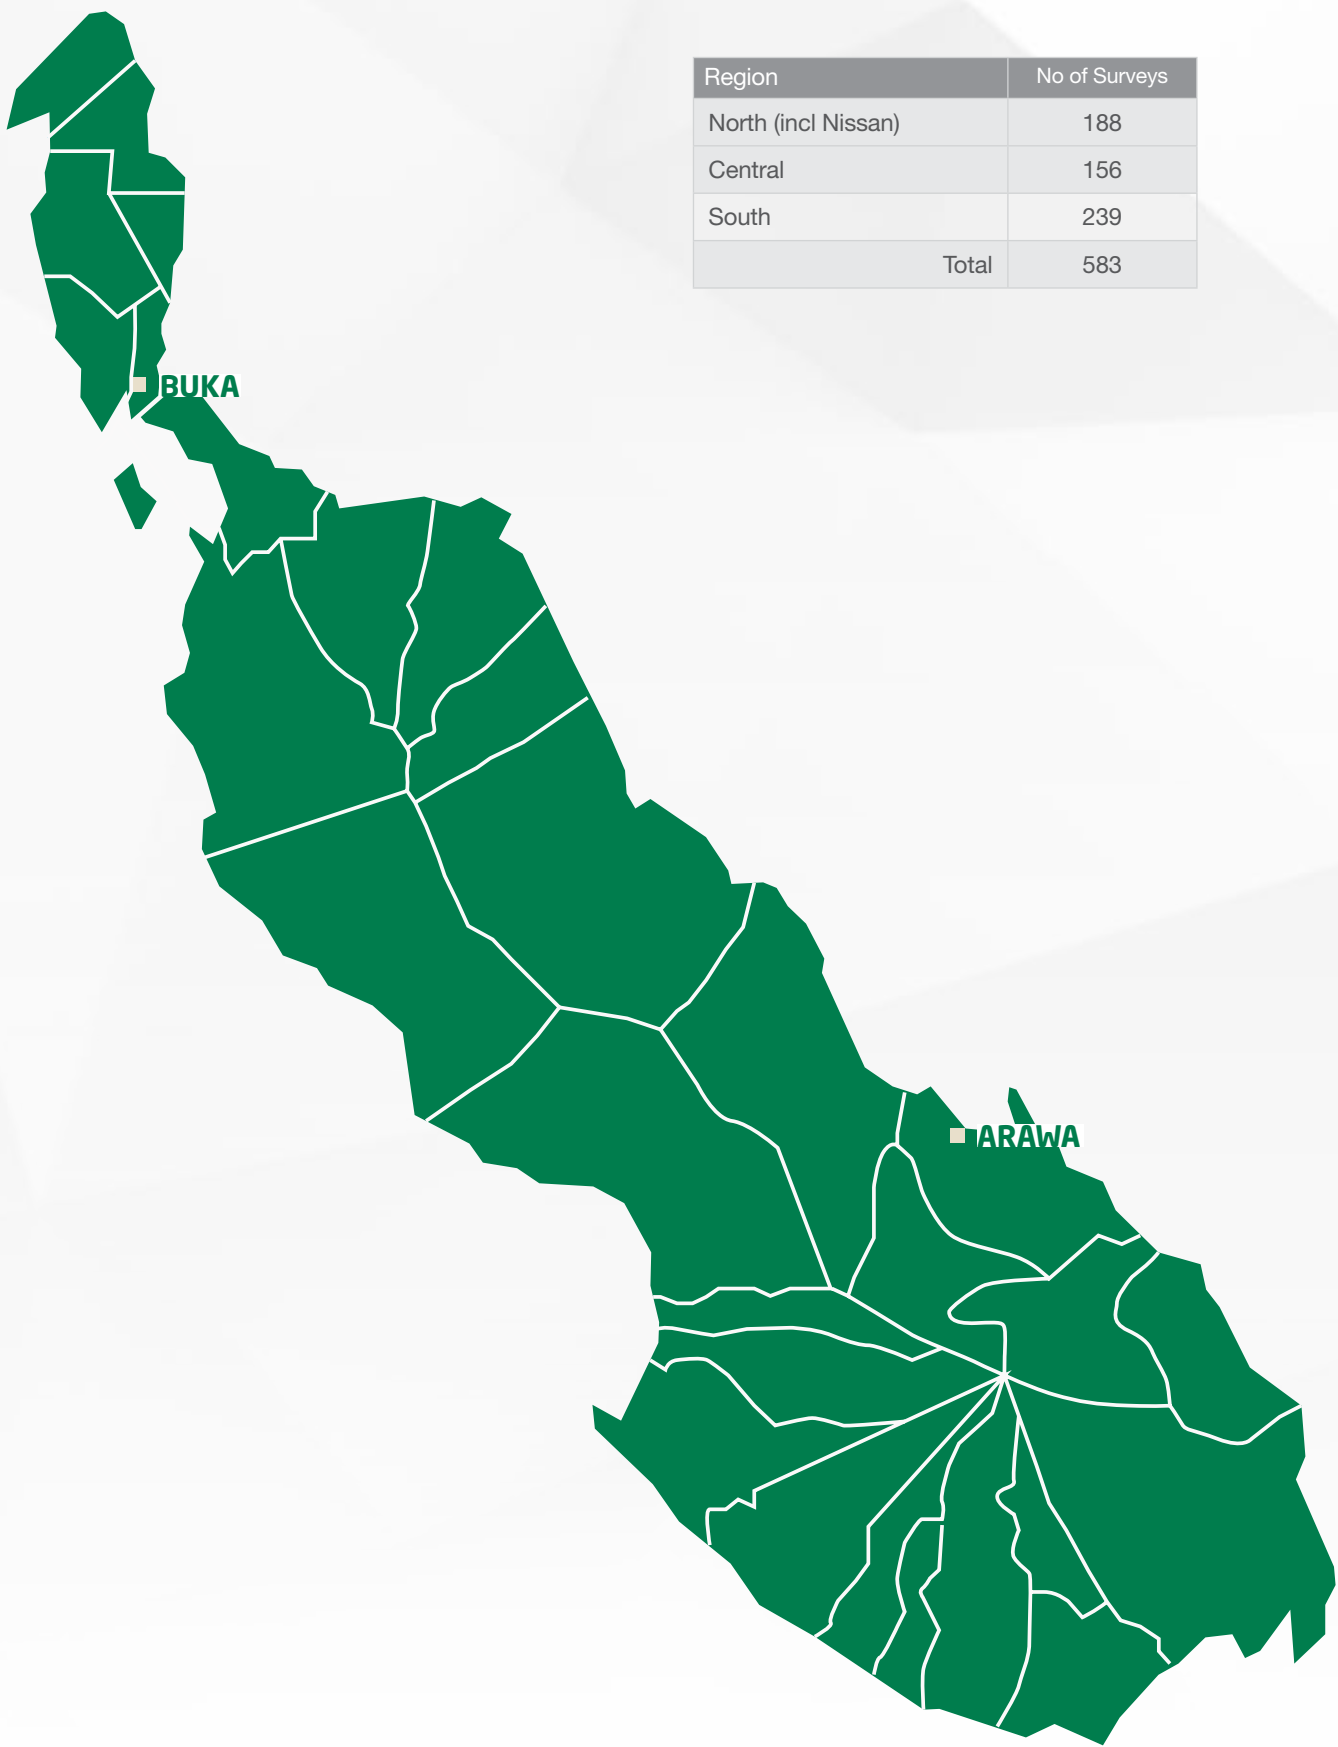 Region No of Surveys
North (incl Nissan) 188
Central 156
South 239
Total 583
BUKA
ARAWA